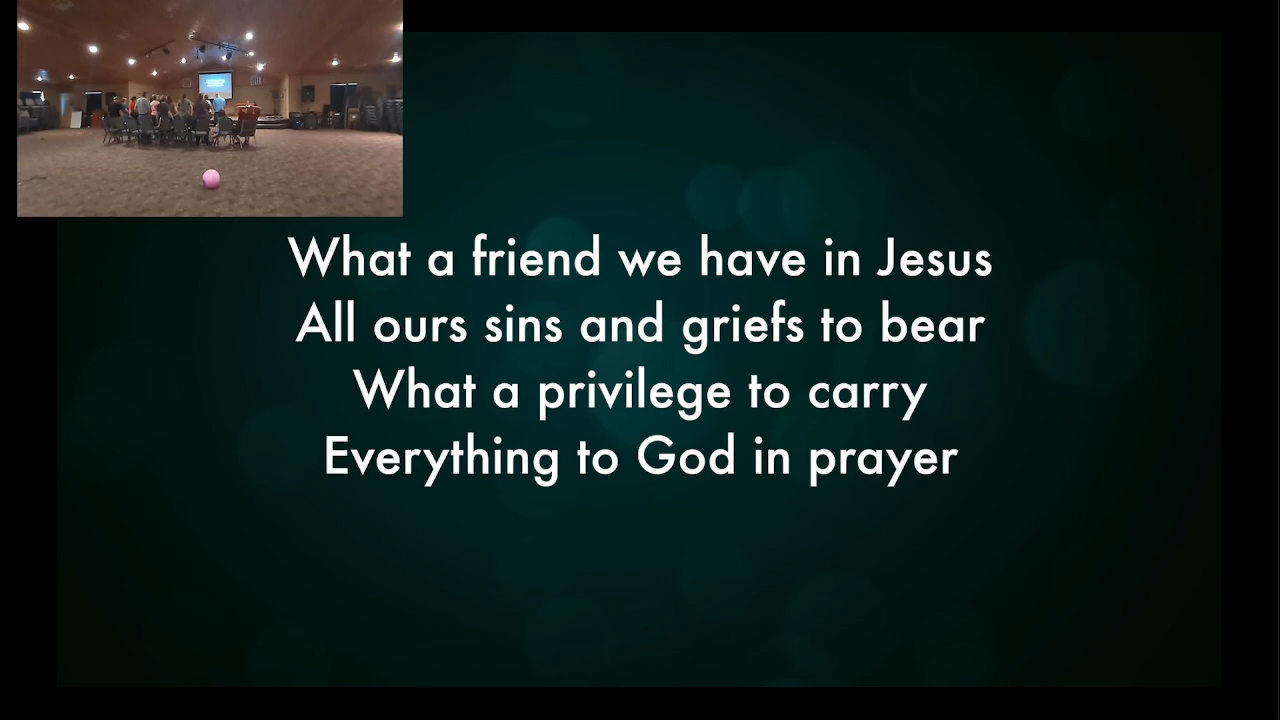 What a friend we have in Jesus
All ours sins and griefs to bear
What a privilege to carry
Everything to God in prayer